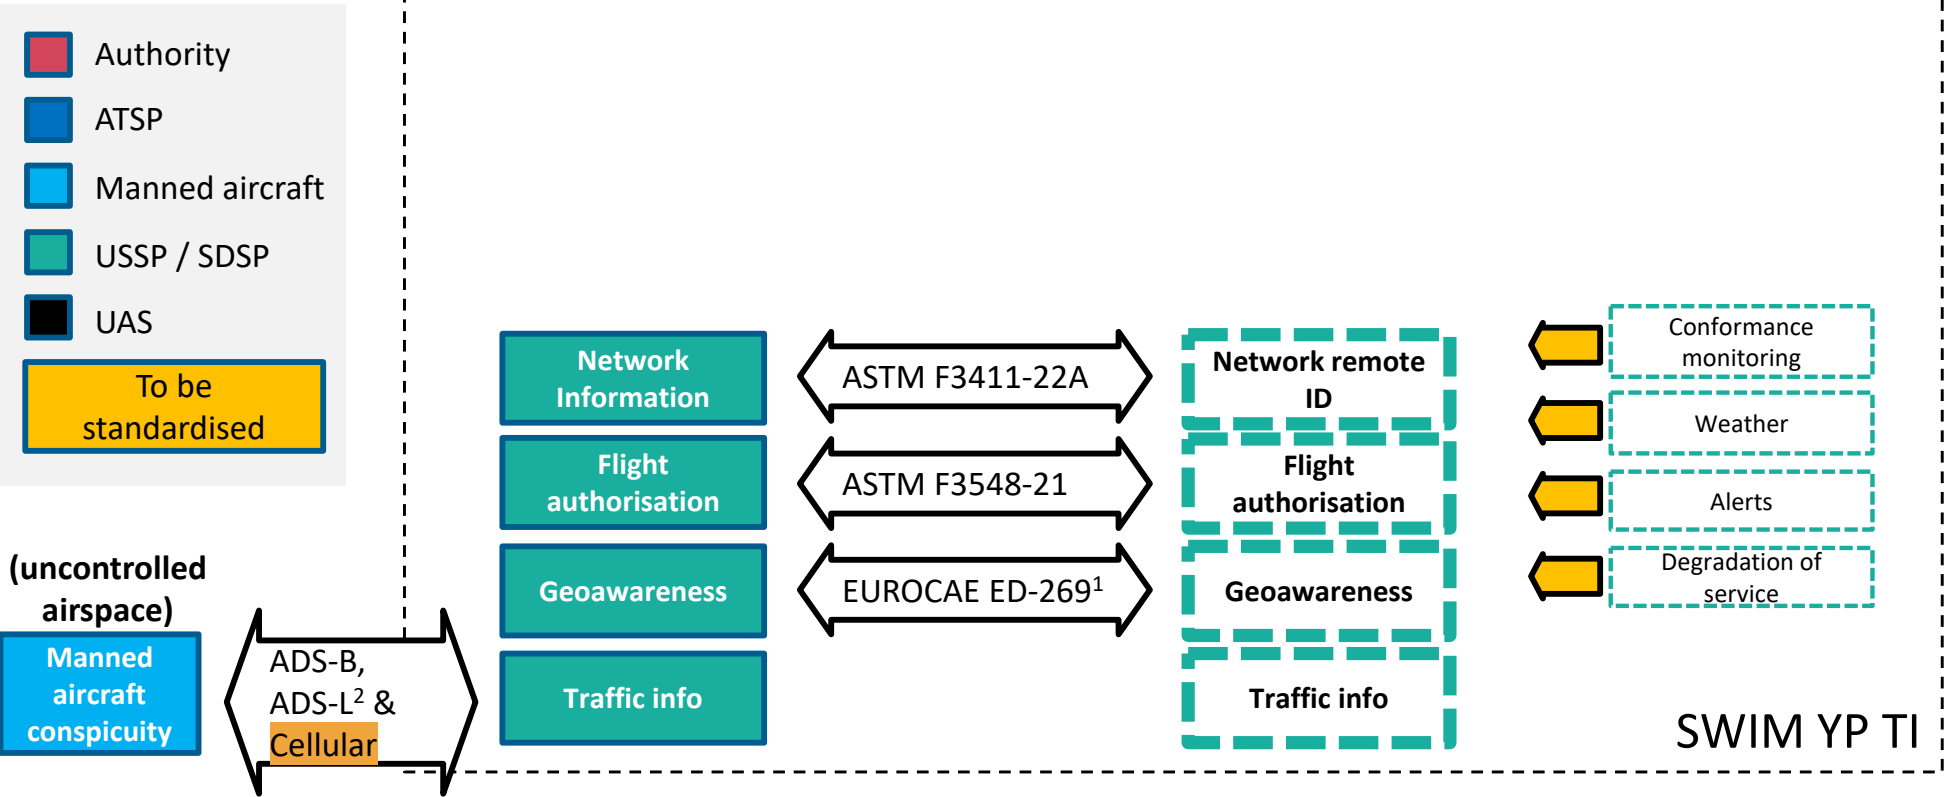 Authority
ATSP
Manned aircraft
USSP / SDSP
UAS
To be
standardised
(uncontrolled
airspace)
Manned
aircraft
conspicuity
ADS-B,
ADS-L² &
Cellular
Network
Information
Flight
authorisation
Geoawareness
Traffic info
ASTM F3411-22A
ASTM F3548-21
EUROCAE ED-269¹
Network remote
ID
Flight
authorisation
Geoawareness
Traffic info
Conformance
monitoring
Weather
Alerts
Degradation of
service
SWIM YP TI